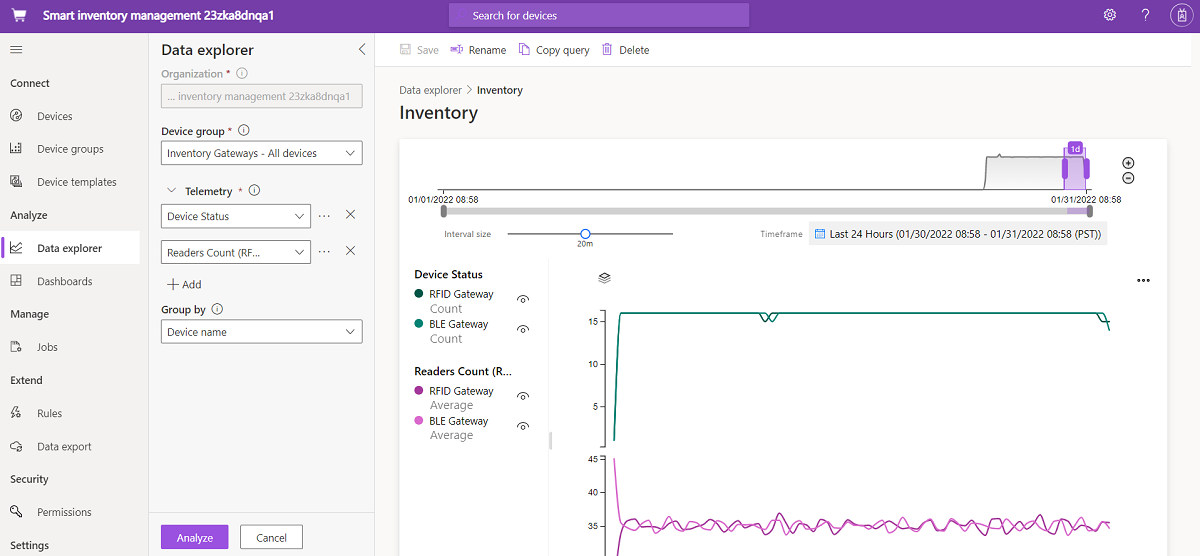 Smart inventory management 23zka8dnqa1
Search for devices
?
Connect
Devices
Device groups
Device templates
Analyze
Data explorer
Dashboards
Manage
Jobs
Extend
Rules
Data export
Security
Permissions
Settings
Data explorer
Organization *
... inventory management 23zka8dnqa1
Device group *
Inventory Gateways - All devices
Telemetry *
Device Status
Readers Count (RF...
Add
Group by
Device name
Analyze
Cancel
Save
Rename
Copy query
Delete
Data explorer > Inventory
Inventory
1d
01/01/2022 08:58
01/31/2022 08:58
Interval size
20m
Timeframe
Last 24 Hours (01/30/2022 08:58 - 01/31/2022 08:58 (PST))
Device Status
RFID Gateway
Count
BLE Gateway
Count
Readers Count (R...
RFID Gateway
Average
BLE Gateway
Average
15
10
5
45
40
35